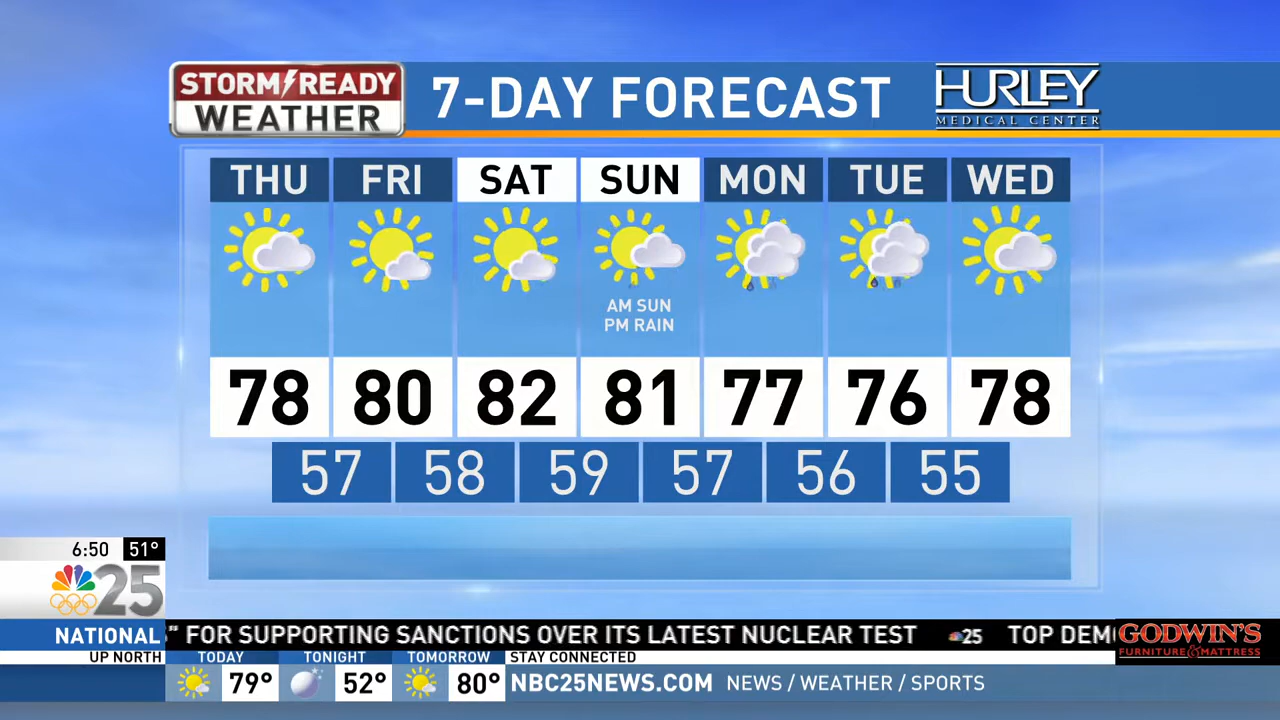 STORM READY
WEATHER
7-DAY FORECAST
HURLEY
MEDICAL CENTER
THU FRI SAT SUN MON TUE WED
AM SUN
PM RAIN
78 80 82 81 77 76 78
57 58 59 57 56 55
6:50 51°
25
NATIONAL
" FOR SUPPORTING SANCTIONS OVER ITS LATEST NUCLEAR TEST 25 TOP DEM
GODWIN'S
FURNITURE & MATTRESS
UP NORTH TODAY TONIGHT TOMORROW STAY CONNECTED
79° 52° 80° NBC25NEWS.COM NEWS / WEATHER / SPORTS